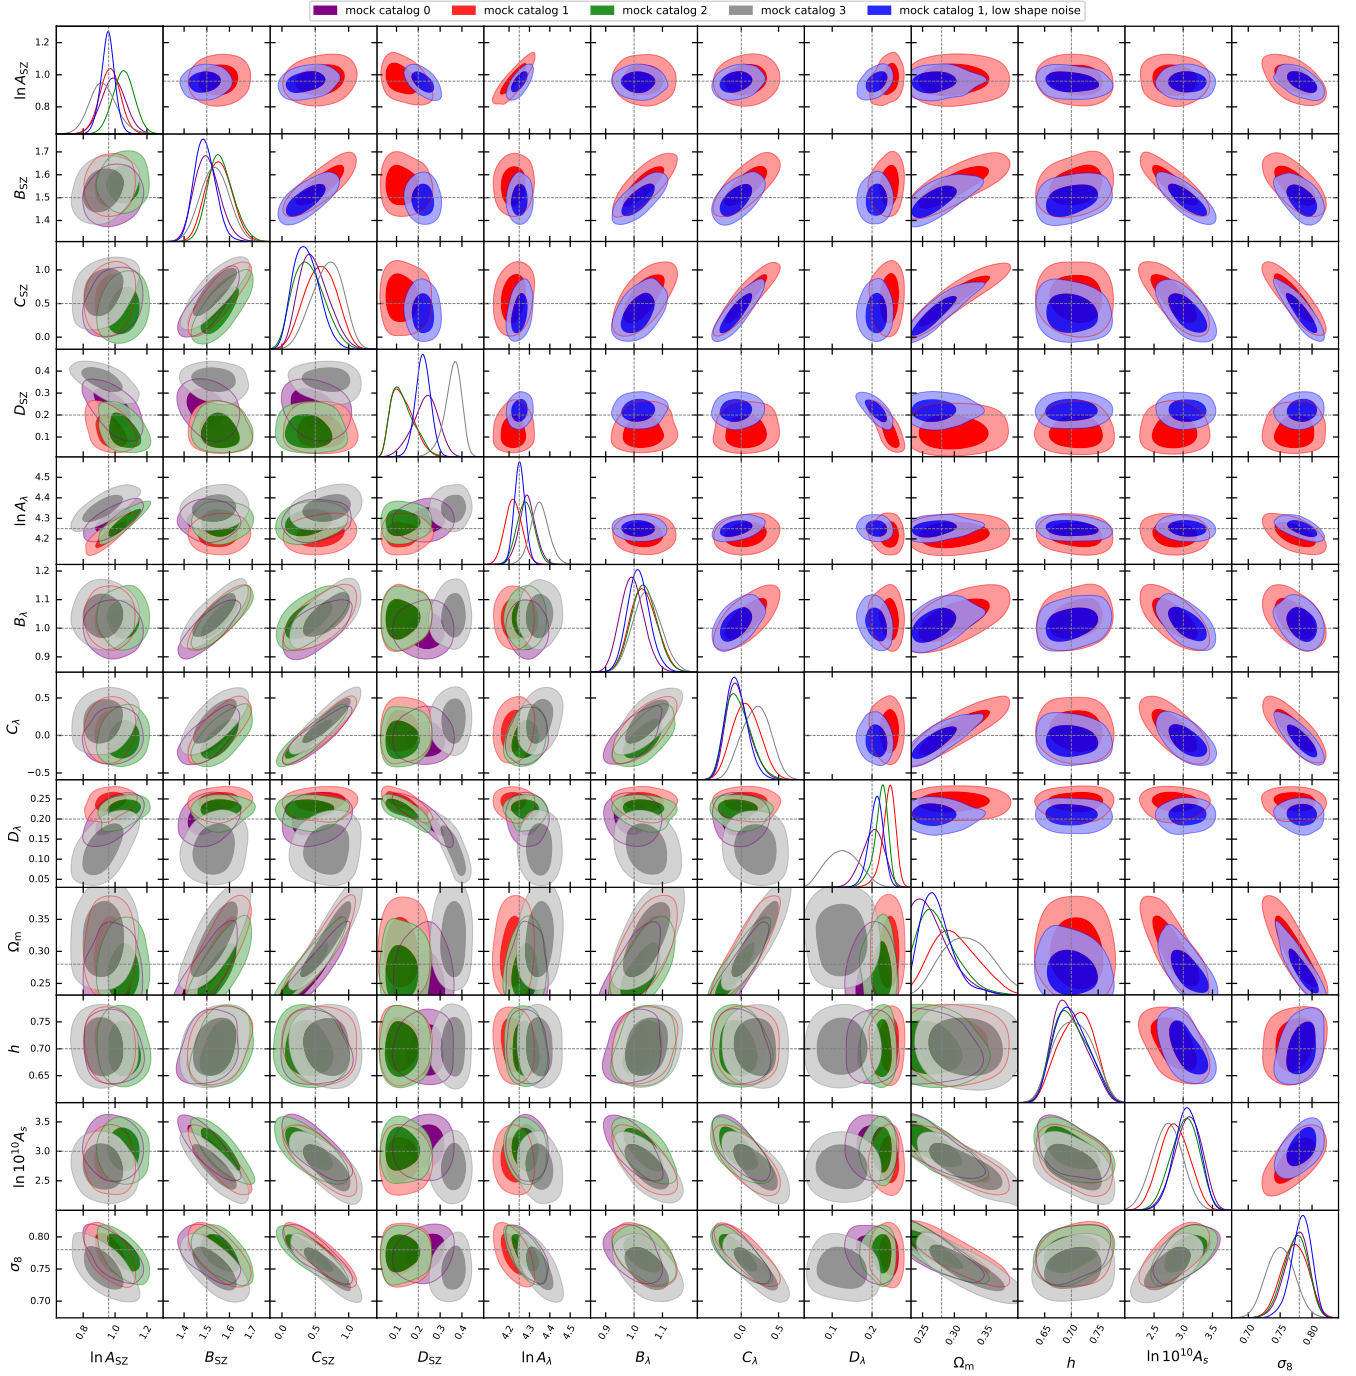 mock catalog 0 mock catalog 1 mock catalog 2 mock catalog 3 mock catalog 1, low shape noise
ln A_SZ
1.2
1.0
0.8
B_SZ
1.7
1.6
1.5
1.4
C_SZ
1.0
0.5
0.0
D_SZ
0.4
0.3
0.2
0.1
ln A_λ
4.5
4.4
4.3
4.2
B_λ
1.2
1.1
1.0
0.9
C_λ
0.5
0.0
−0.5
D_λ
0.25
0.20
0.15
0.10
0.05
Ω_m
0.35
0.30
0.25
h
0.75
0.70
0.65
ln 10^10 A_s
3.5
3.0
2.5
σ_8
0.80
0.75
0.70
0.8 1.0 1.2 1.4 1.5 1.6 1.7 0.0 0.5 1.0 0.1 0.2 0.3 0.4 4.2 4.3 4.4 4.5 0.9 1.0 1.1 0.0 0.5 0.1 0.2 0.25 0.30 0.35 0.65 0.70 0.75 2.5 3.0 3.5 0.70 0.75 0.80
ln A_SZ B_SZ C_SZ D_SZ ln A_λ B_λ C_λ D_λ Ω_m h ln 10^10 A_s σ_8